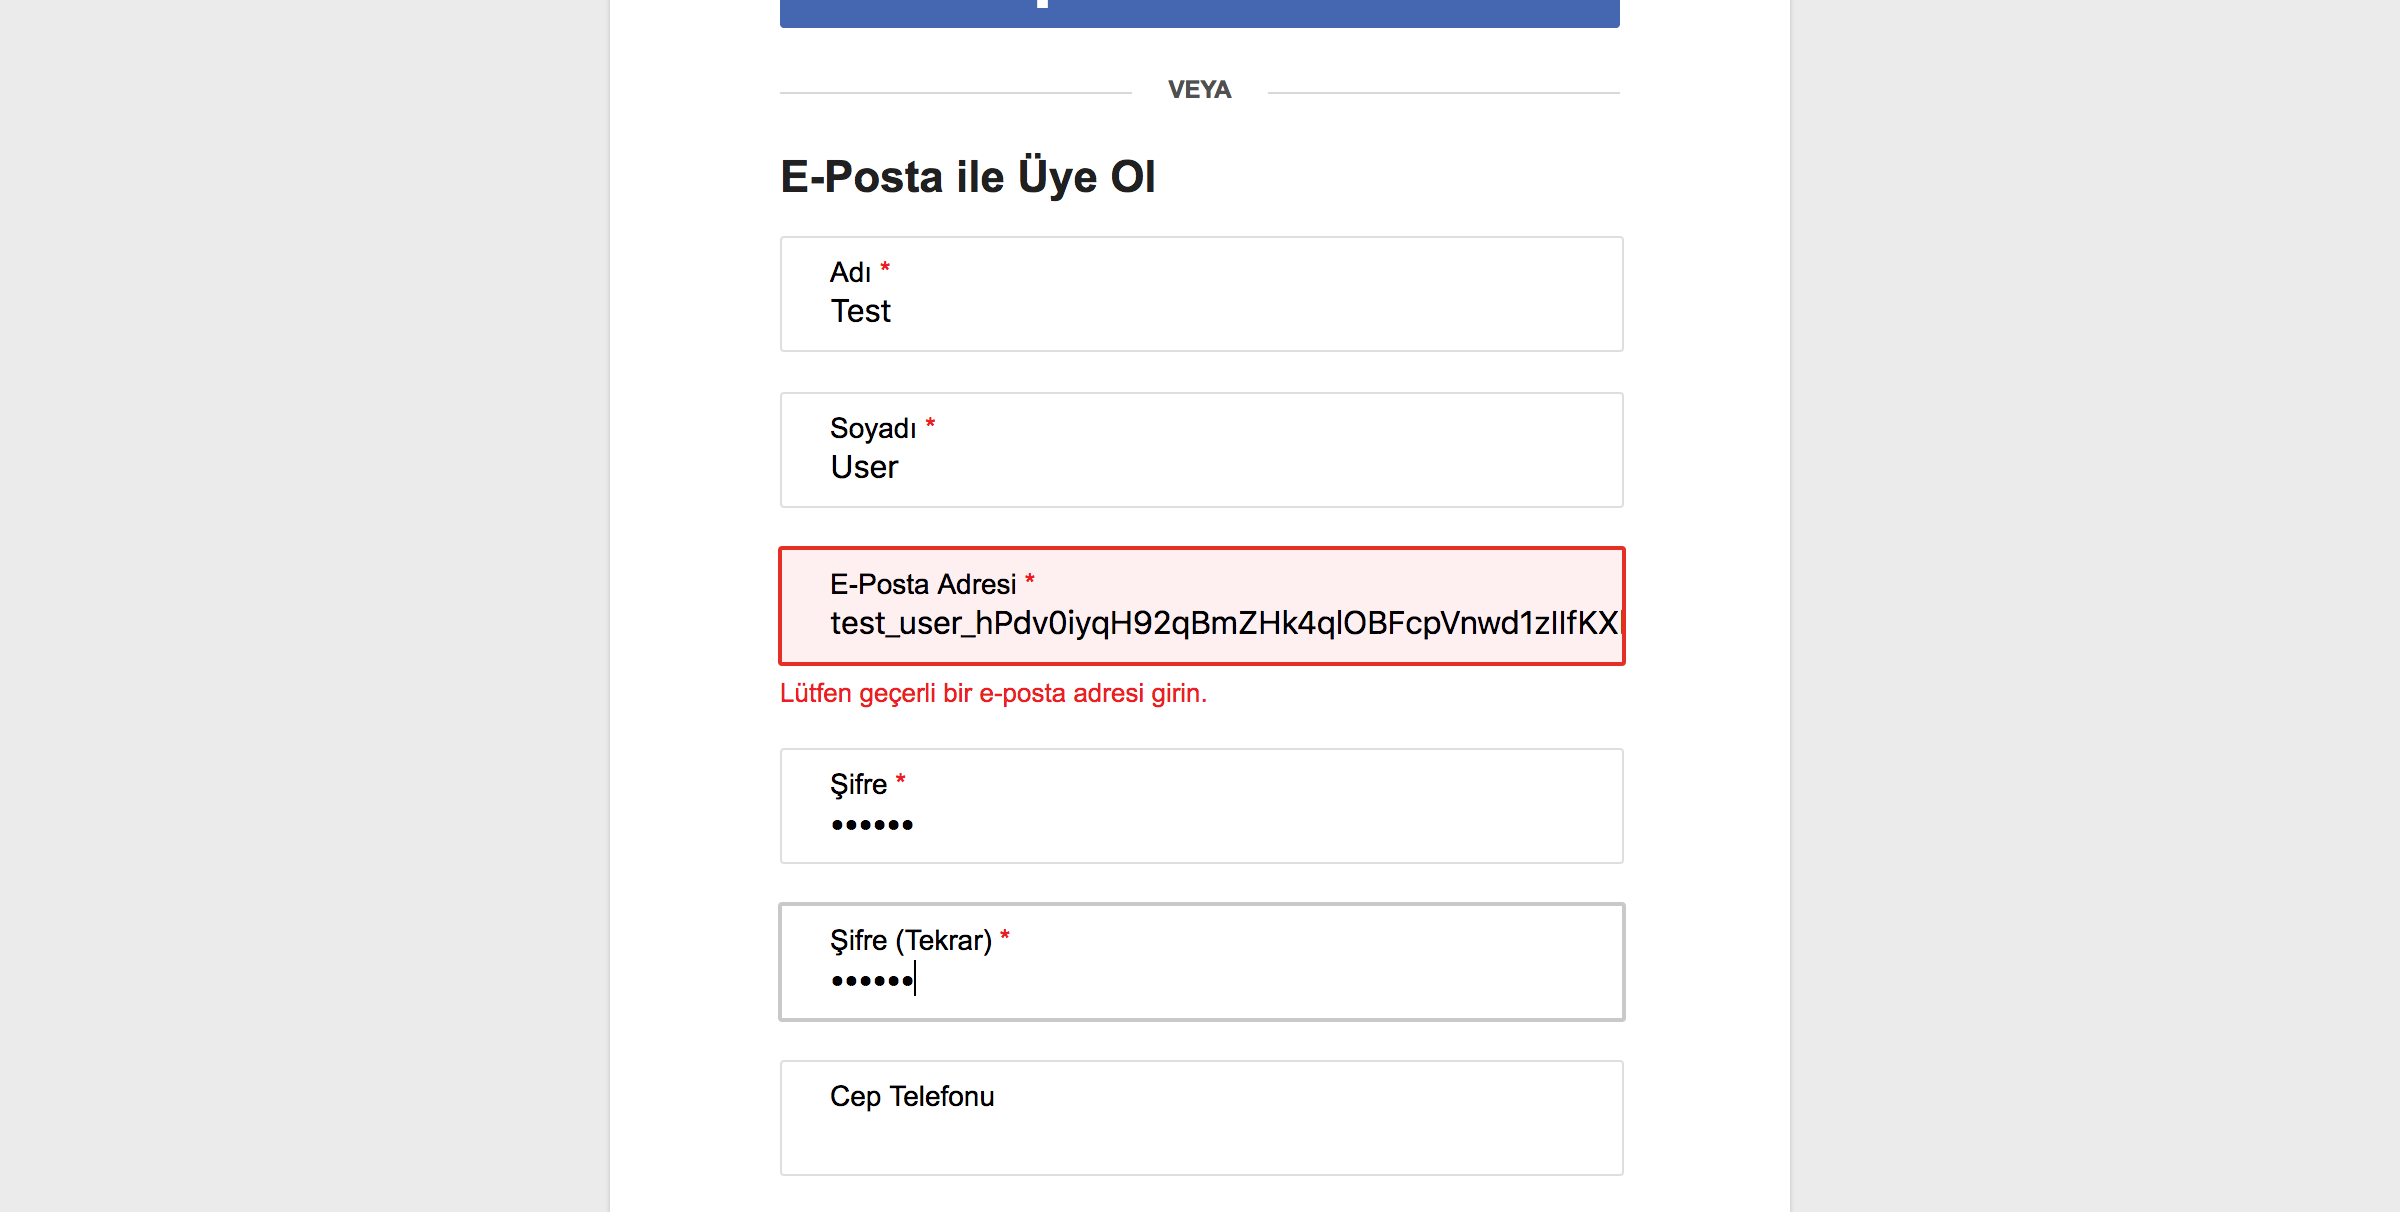 VEYA
E-Posta ile Üye Ol
Adı *
Test
Soyadı *
User
E-Posta Adresi *
test_user_hPdv0iyqH92qBmZHk4qlOBFcpVnwd1zIIfKX
Lütfen geçerli bir e-posta adresi girin.
Şifre *
••••••
Şifre (Tekrar) *
••••••
Cep Telefonu